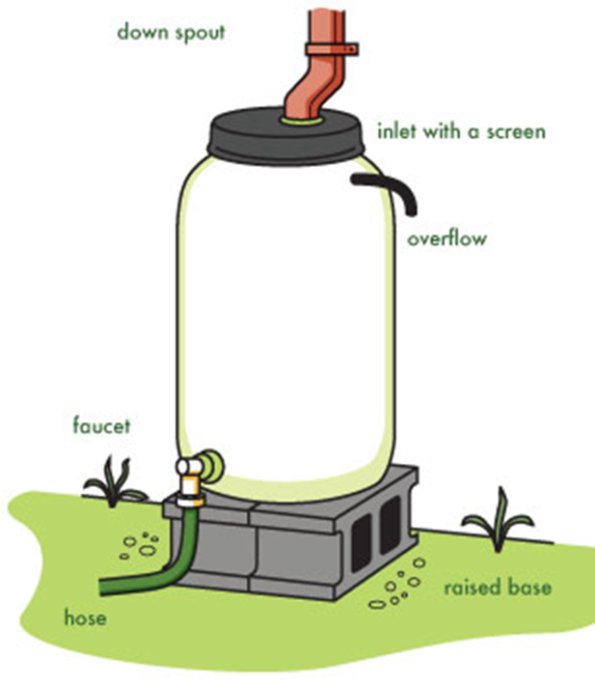 down spout
inlet with a screen
overflow
faucet
raised base
hose